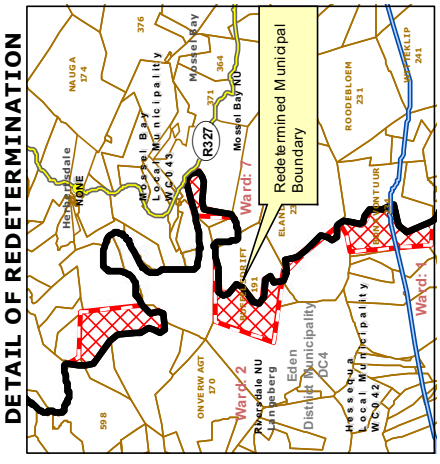 DETAIL OF REDETERMINATION
NAUGA
174
376
Mossel Bay
Herbertsdale
NONE
Mossel Bay
Local Municipality
WC043
364
371
R327
Mossel Bay NU
Ward: 7
Redetermined Municipal
Boundary
ROODEBLOEM
231
241
191
598
ONVERWAGT
170
Ward: 2
Riversdale NU
Langeberg
Eden
District Municipality
DC4
Hessequa
Local Municipality
WC042
Ward: 1